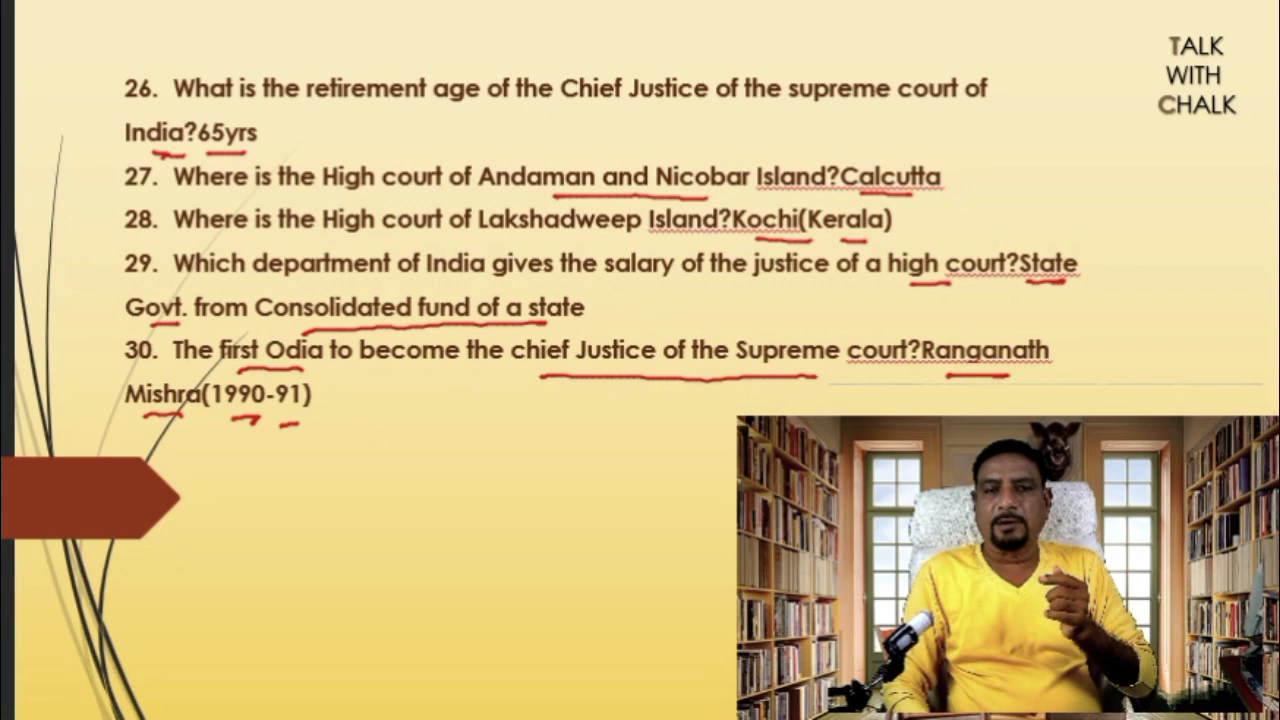 TALK
WITH
CHALK
26. What is the retirement age of the Chief Justice of the supreme court of
India?65yrs
27. Where is the High court of Andaman and Nicobar Island?Calcutta
28. Where is the High court of Lakshadweep Island?Kochi(Kerala)
29. Which department of India gives the salary of the justice of a high court?State
Govt. from Consolidated fund of a state
30. The first Odia to become the chief Justice of the Supreme court?Ranganath
Mishra(1990-91)